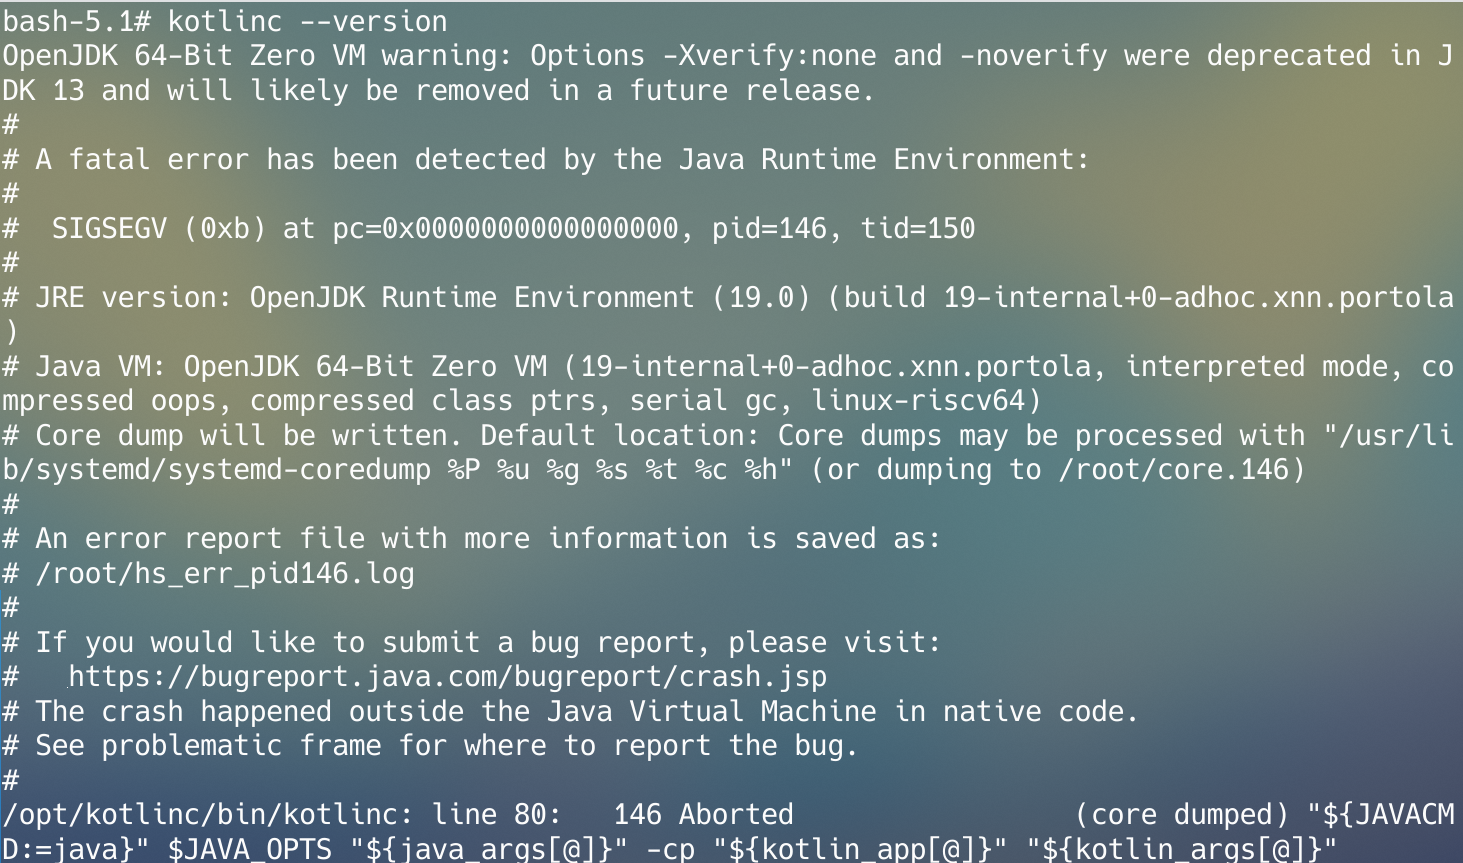 bash-5.1# kotlinc --version
OpenJDK 64-Bit Zero VM warning: Options -Xverify:none and -noverify were deprecated in J
DK 13 and will likely be removed in a future release.
#
# A fatal error has been detected by the Java Runtime Environment:
#
#  SIGSEGV (0xb) at pc=0x0000000000000000, pid=146, tid=150
#
# JRE version: OpenJDK Runtime Environment (19.0) (build 19-internal+0-adhoc.xnn.portola
)
# Java VM: OpenJDK 64-Bit Zero VM (19-internal+0-adhoc.xnn.portola, interpreted mode, co
mpressed oops, compressed class ptrs, serial gc, linux-riscv64)
# Core dump will be written. Default location: Core dumps may be processed with "/usr/li
b/systemd/systemd-coredump %P %u %g %s %t %c %h" (or dumping to /root/core.146)
#
# An error report file with more information is saved as:
# /root/hs_err_pid146.log
#
# If you would like to submit a bug report, please visit:
#   https://bugreport.java.com/bugreport/crash.jsp
# The crash happened outside the Java Virtual Machine in native code.
# See problematic frame for where to report the bug.
#
/opt/kotlinc/bin/kotlinc: line 80:   146 Aborted                 (core dumped) "${JAVACM
D:=java}" $JAVA_OPTS "${java_args[@]}" -cp "${kotlin_app[@]}" "${kotlin_args[@]}"